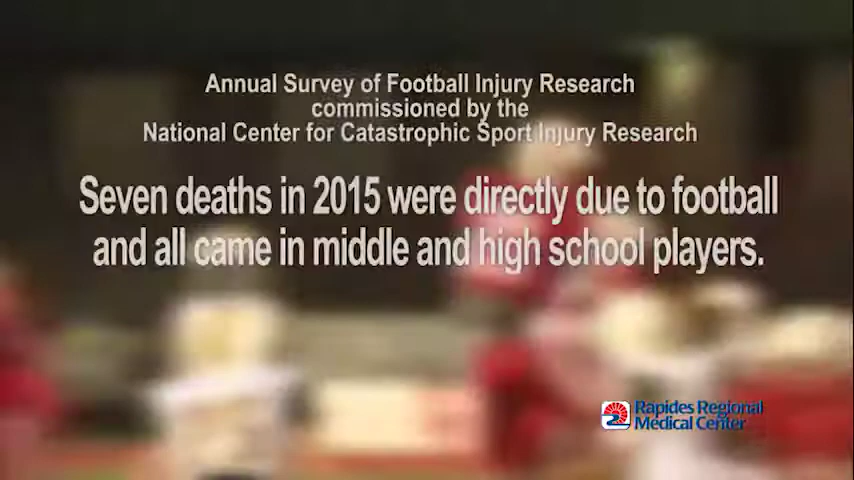 Annual Survey of Football Injury Research
commissioned by the
National Center for Catastrophic Sport Injury Research
Seven deaths in 2015 were directly due to football
and all came in middle and high school players.
Rapides Regional
Medical Center